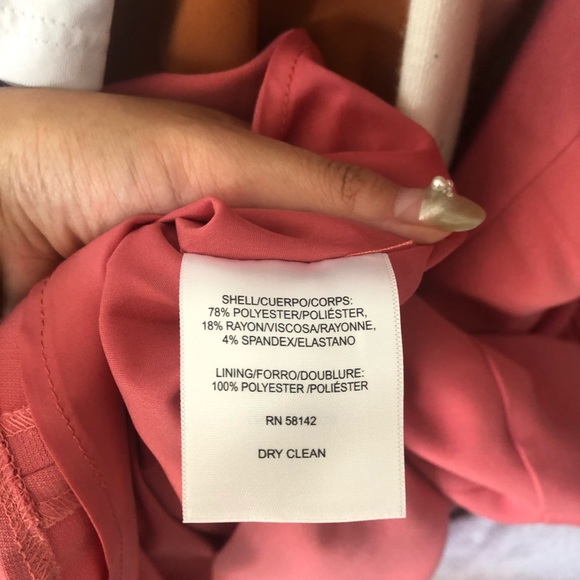 SHELL/CUERPO/CORPS:
78% POLYESTER/POLIÉSTER,
18% RAYON/VISCOSA/RAYONNE,
4% SPANDEX/ELASTANO
LINING/FORRO/DOUBLURE:
100% POLYESTER /POLIÉSTER
RN 58142
DRY CLEAN